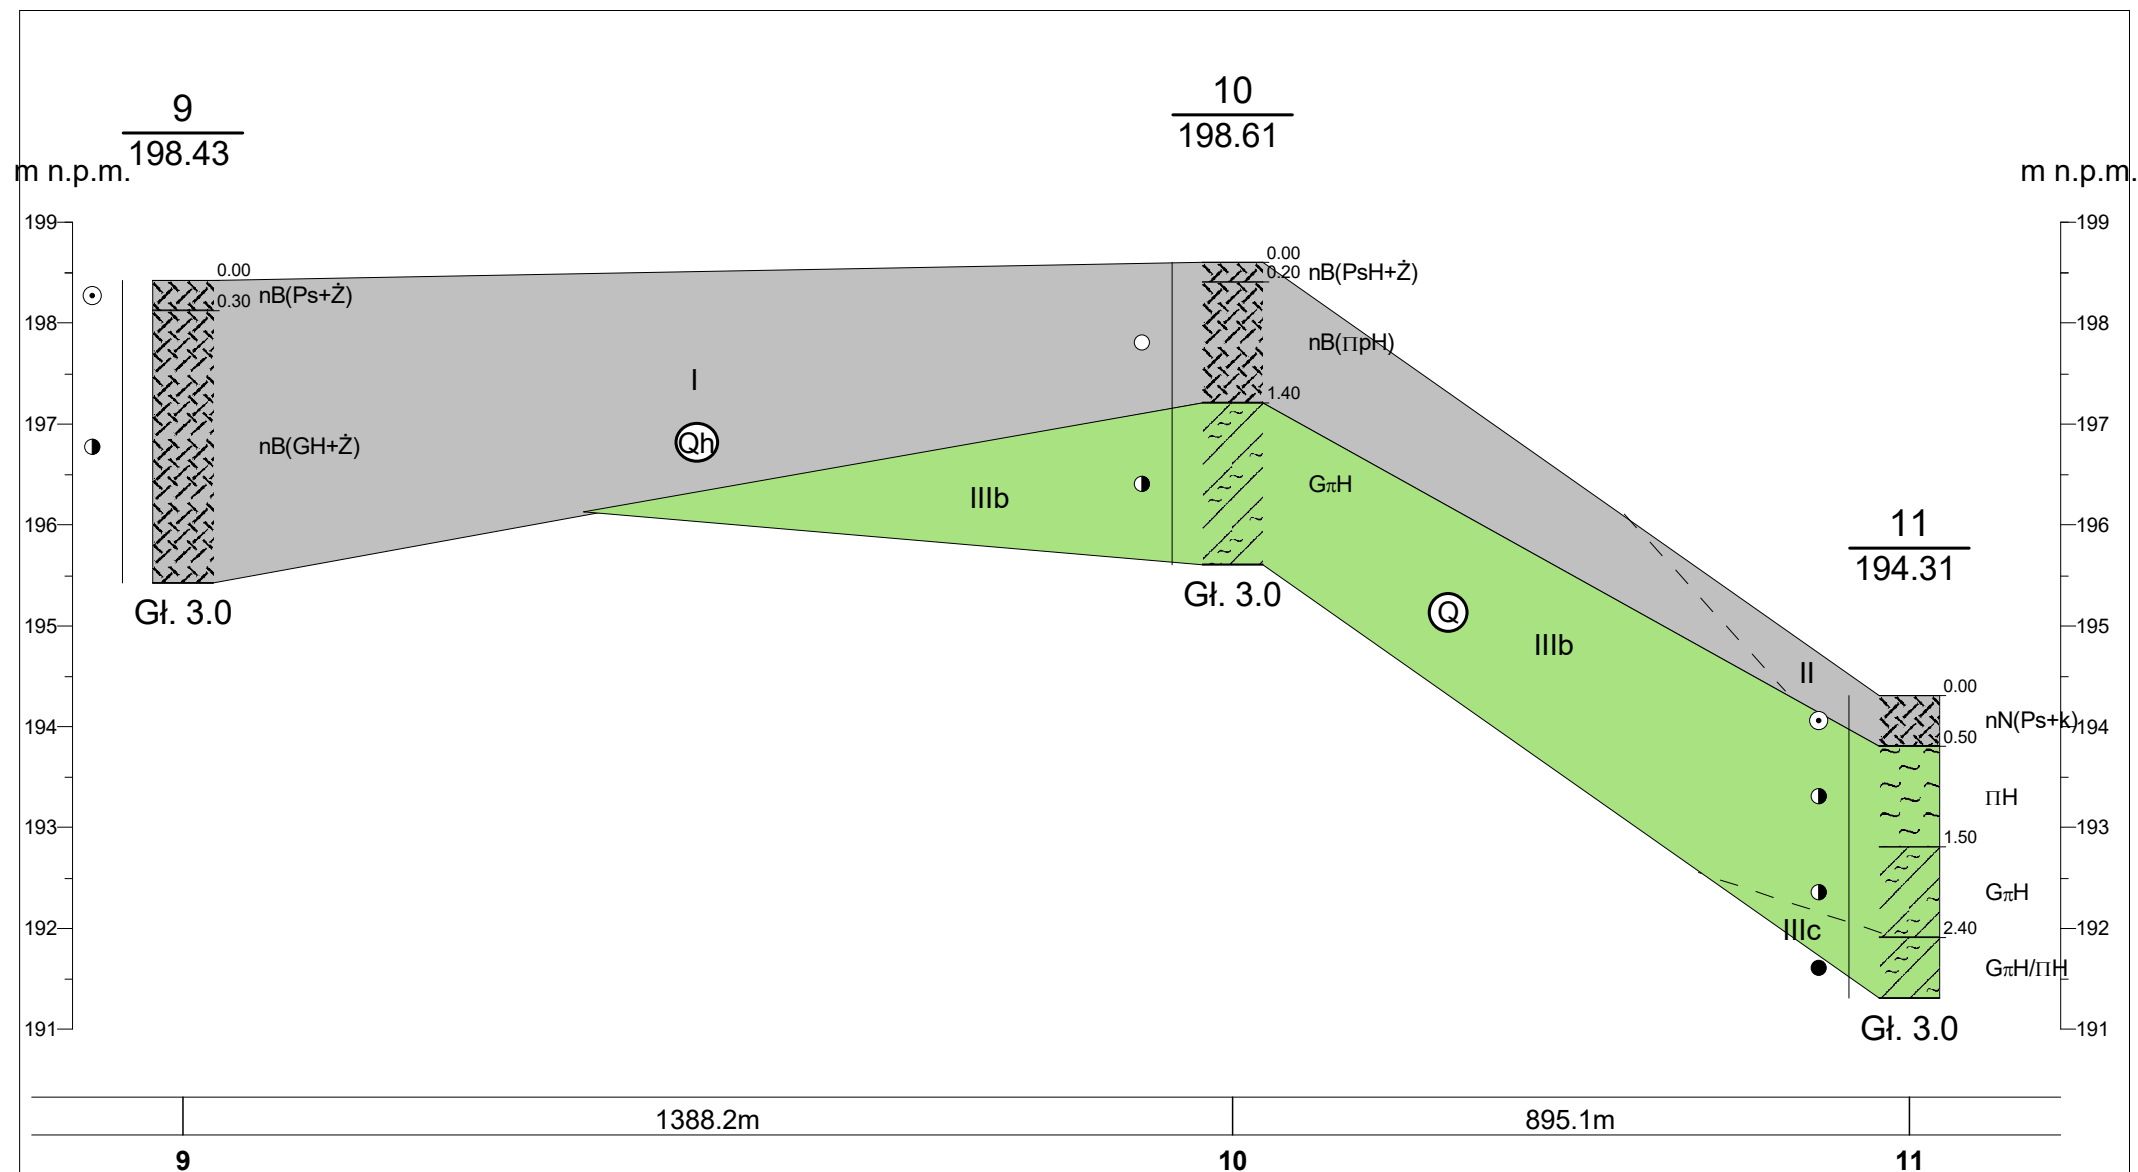 9
198.43
10
198.61
m n.p.m.
m n.p.m.
199
198
197
196
195
194
193
192
191
0.00
0.30
nB(Ps+Ż)
nB(GH+Ż)
Gł. 3.0
I
Qh
IIIb
0.00
0.20
nB(PsH+Ż)
nB(ΠpH)
1.40
GπH
Gł. 3.0
Q
IIIb
II
IIIc
11
194.31
0.00
nN(Ps+k)
0.50
ΠH
1.50
GπH
2.40
GπH/ΠH
Gł. 3.0
199
198
197
196
195
194
193
192
191
1388.2m
895.1m
9
10
11